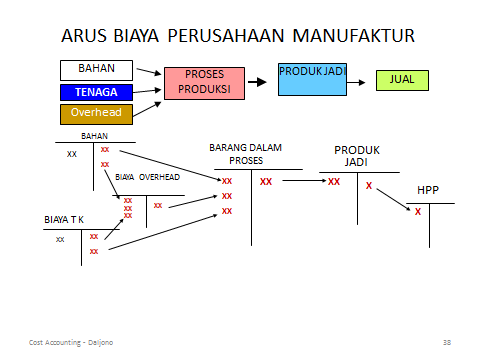 ARUS BIAYA PERUSAHAAN MANUFAKTUR
BAHAN
TENAGA
Overhead
PROSES
PRODUKSI
PRODUK JADI
JUAL
BAHAN
XX
XX
XX
BIAYA OVERHEAD
XX
XX
XX
XX
BIAYA T K
XX
XX
XX
BARANG DALAM
PROSES
XX
XX
XX
XX
PRODUK
JADI
XX
X
HPP
X
Cost Accounting - Daljono
38